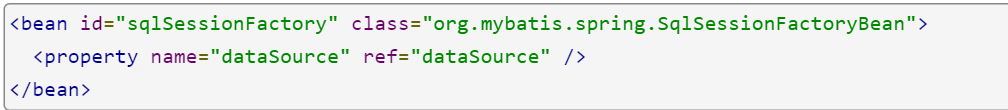 <bean id="sqlSessionFactory" class="org.mybatis.spring.SqlSessionFactoryBean">
  <property name="dataSource" ref="dataSource" />
</bean>